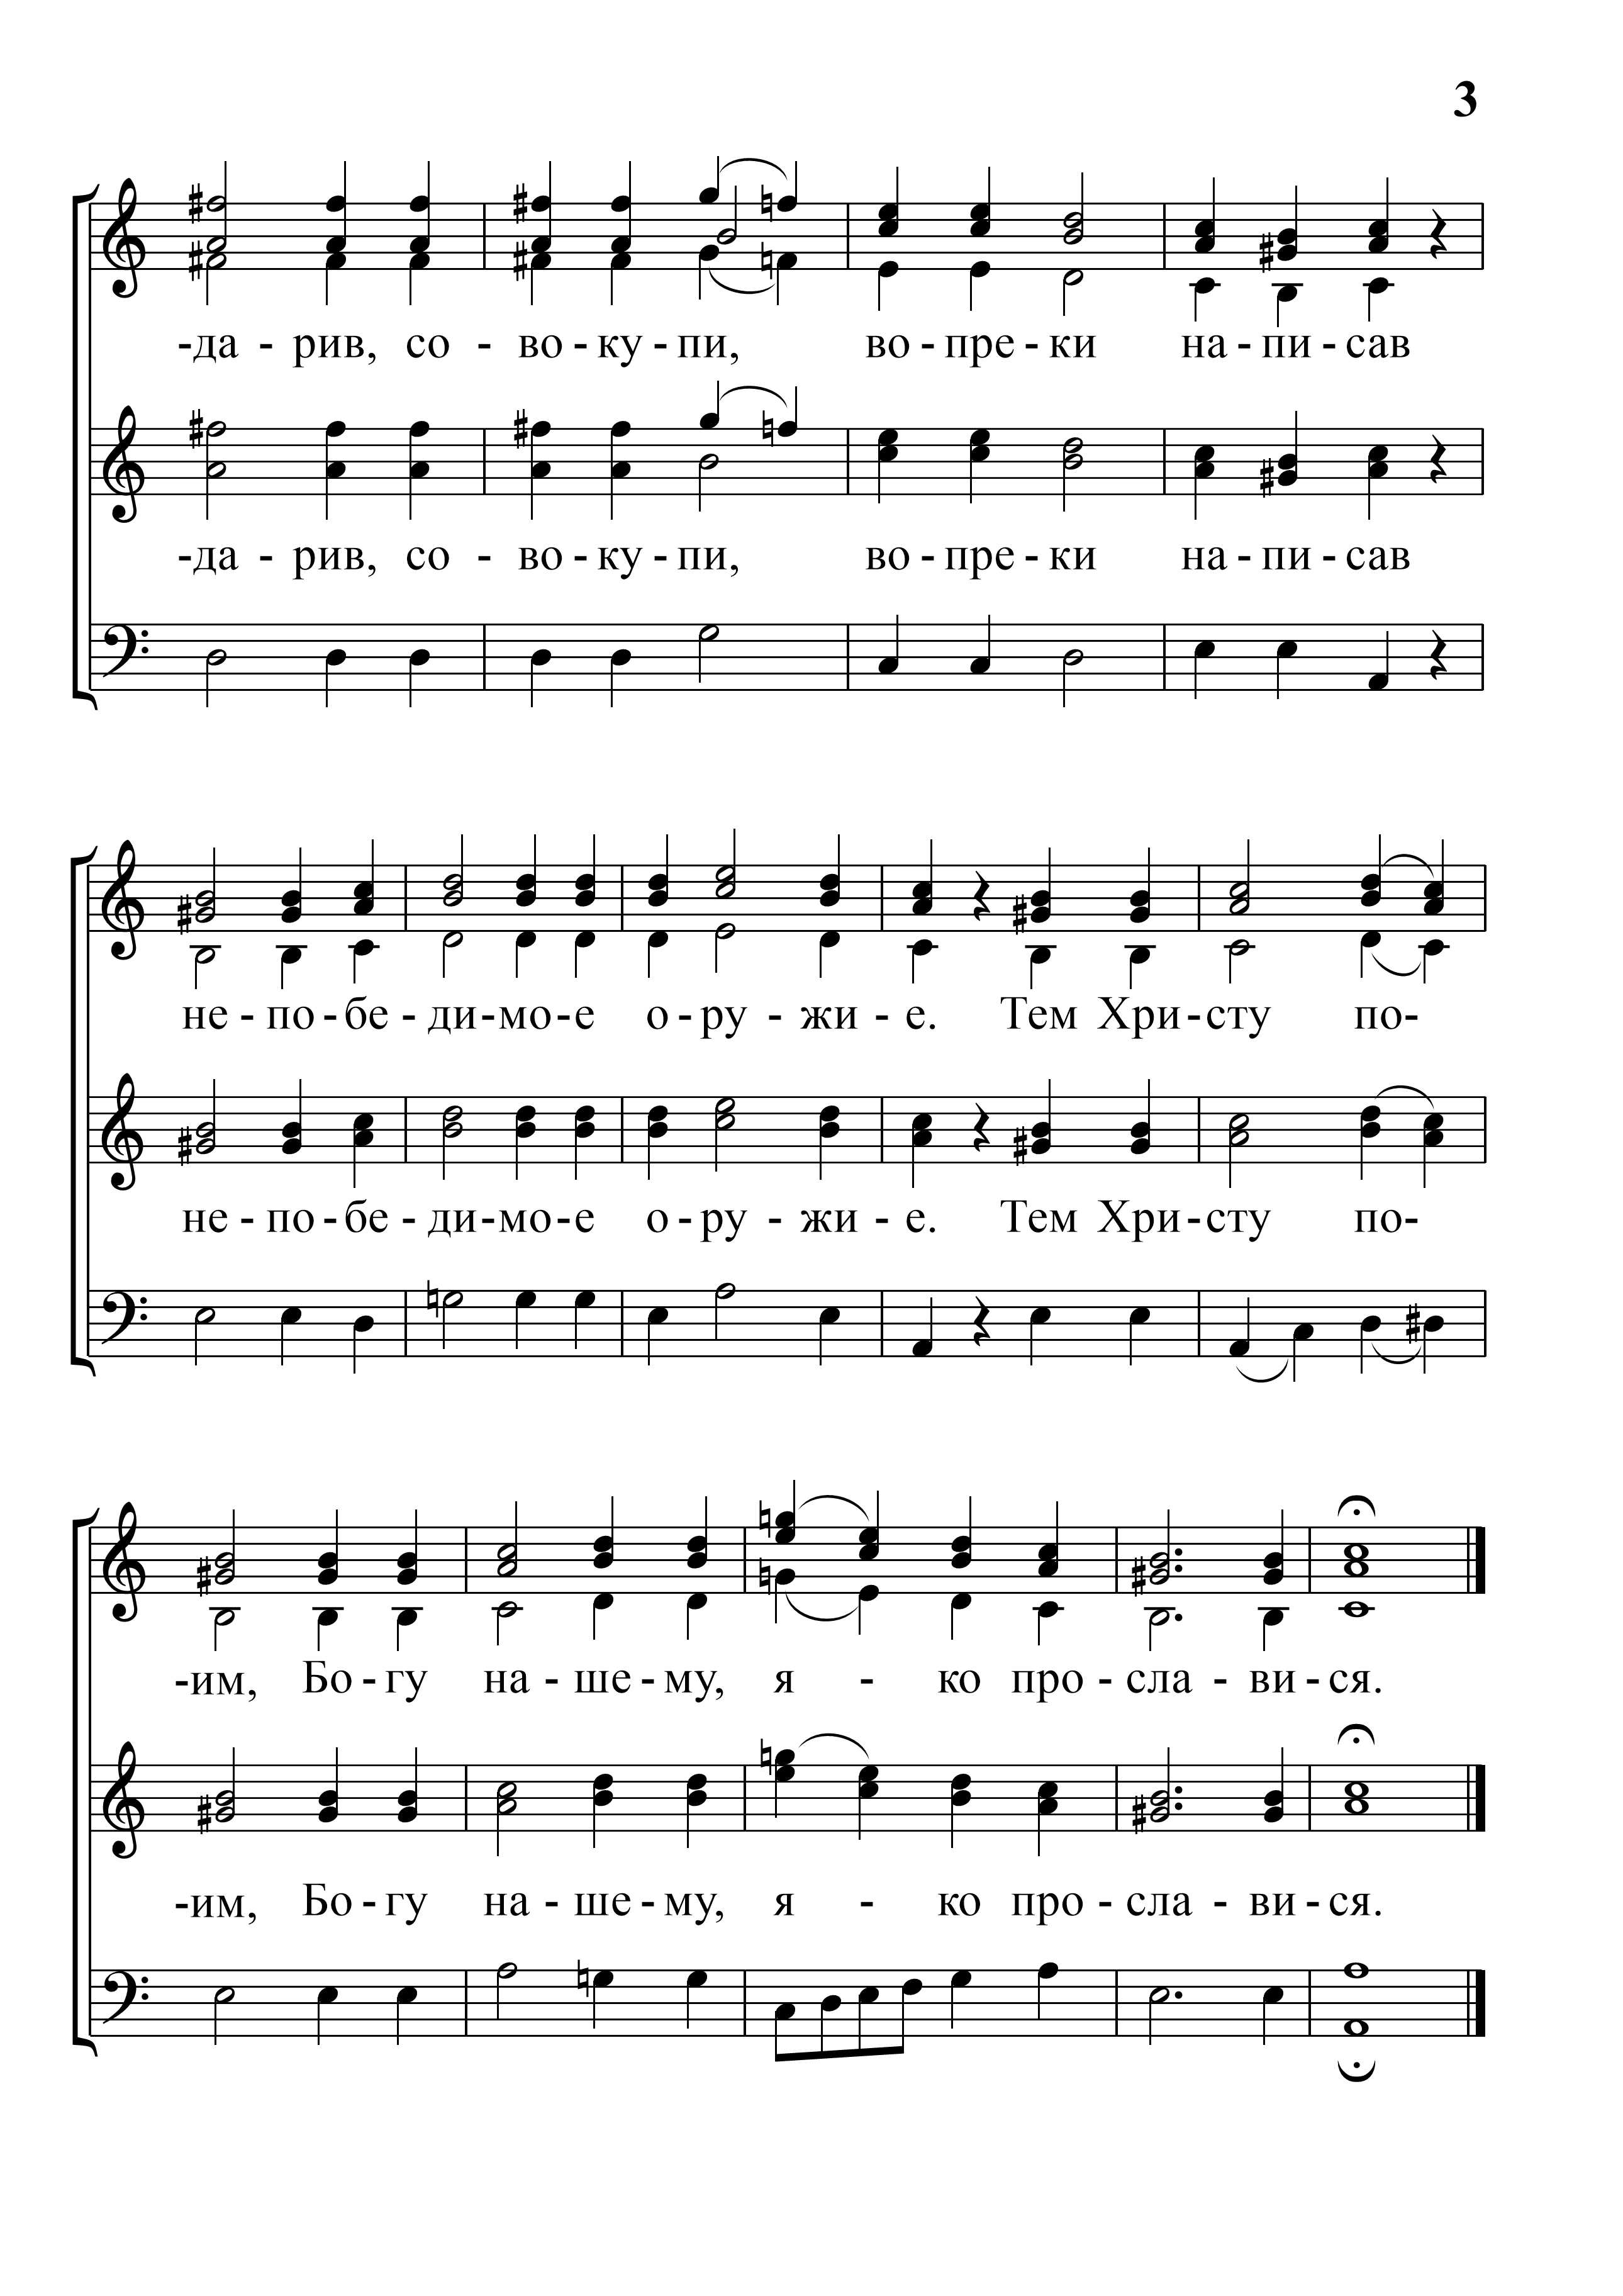 3
-да - рив, со - во - ку - пи, во - пре - ки на - пи - сав
-да - рив, со - во - ку - пи, во - пре - ки на - пи - сав
не - по - бе - ди - мо - е о - ру - жи - е. Тем Хри - сту по-
не - по - бе - ди - мо - е о - ру - жи - е. Тем Хри - сту по-
-им, Бо - гу на - ше - му, я - ко про - сла - ви - ся.
-им, Бо - гу на - ше - му, я - ко про - сла - ви - ся.